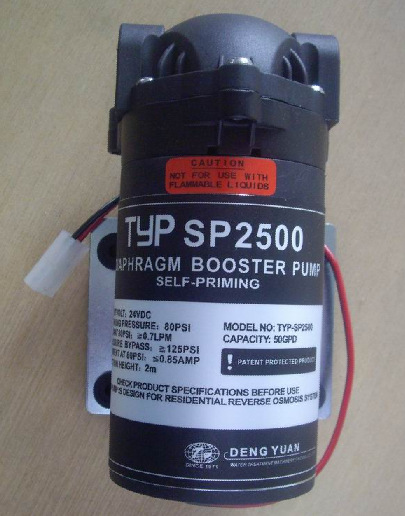 CAUTION
NOT FOR USE WITH
FLAMMABLE LIQUIDS
TYP SP2500
APHRAGM BOOSTER PUMP
SELF-PRIMING
24VDC
PRESSURE: 80PSI
≥0.7LPM
BYPASS: ≥125PSI
≤0.85AMP
HEIGHT: 2m
MODEL NO: TYP-SP2500
CAPACITY: 50GPD
! PATENT PROTECTED
CHECK PRODUCT SPECIFICATIONS BEFORE USE
DESIGN FOR RESIDENTIAL REVERSE OSMOSIS SYSTEM
SINCE 1971
DENG YUAN